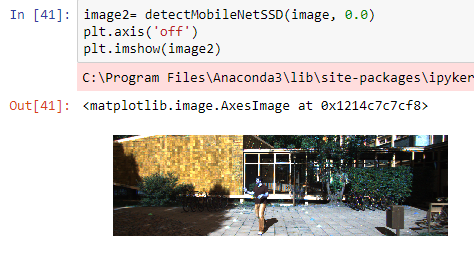 In [41]:
image2= detectMobileNetSSD(image, 0.0)
plt.axis('off')
plt.imshow(image2)
C:\Program Files\Anaconda3\lib\site-packages\ipyker
Out[41]:
<matplotlib.image.AxesImage at 0x1214c7c7cf8>